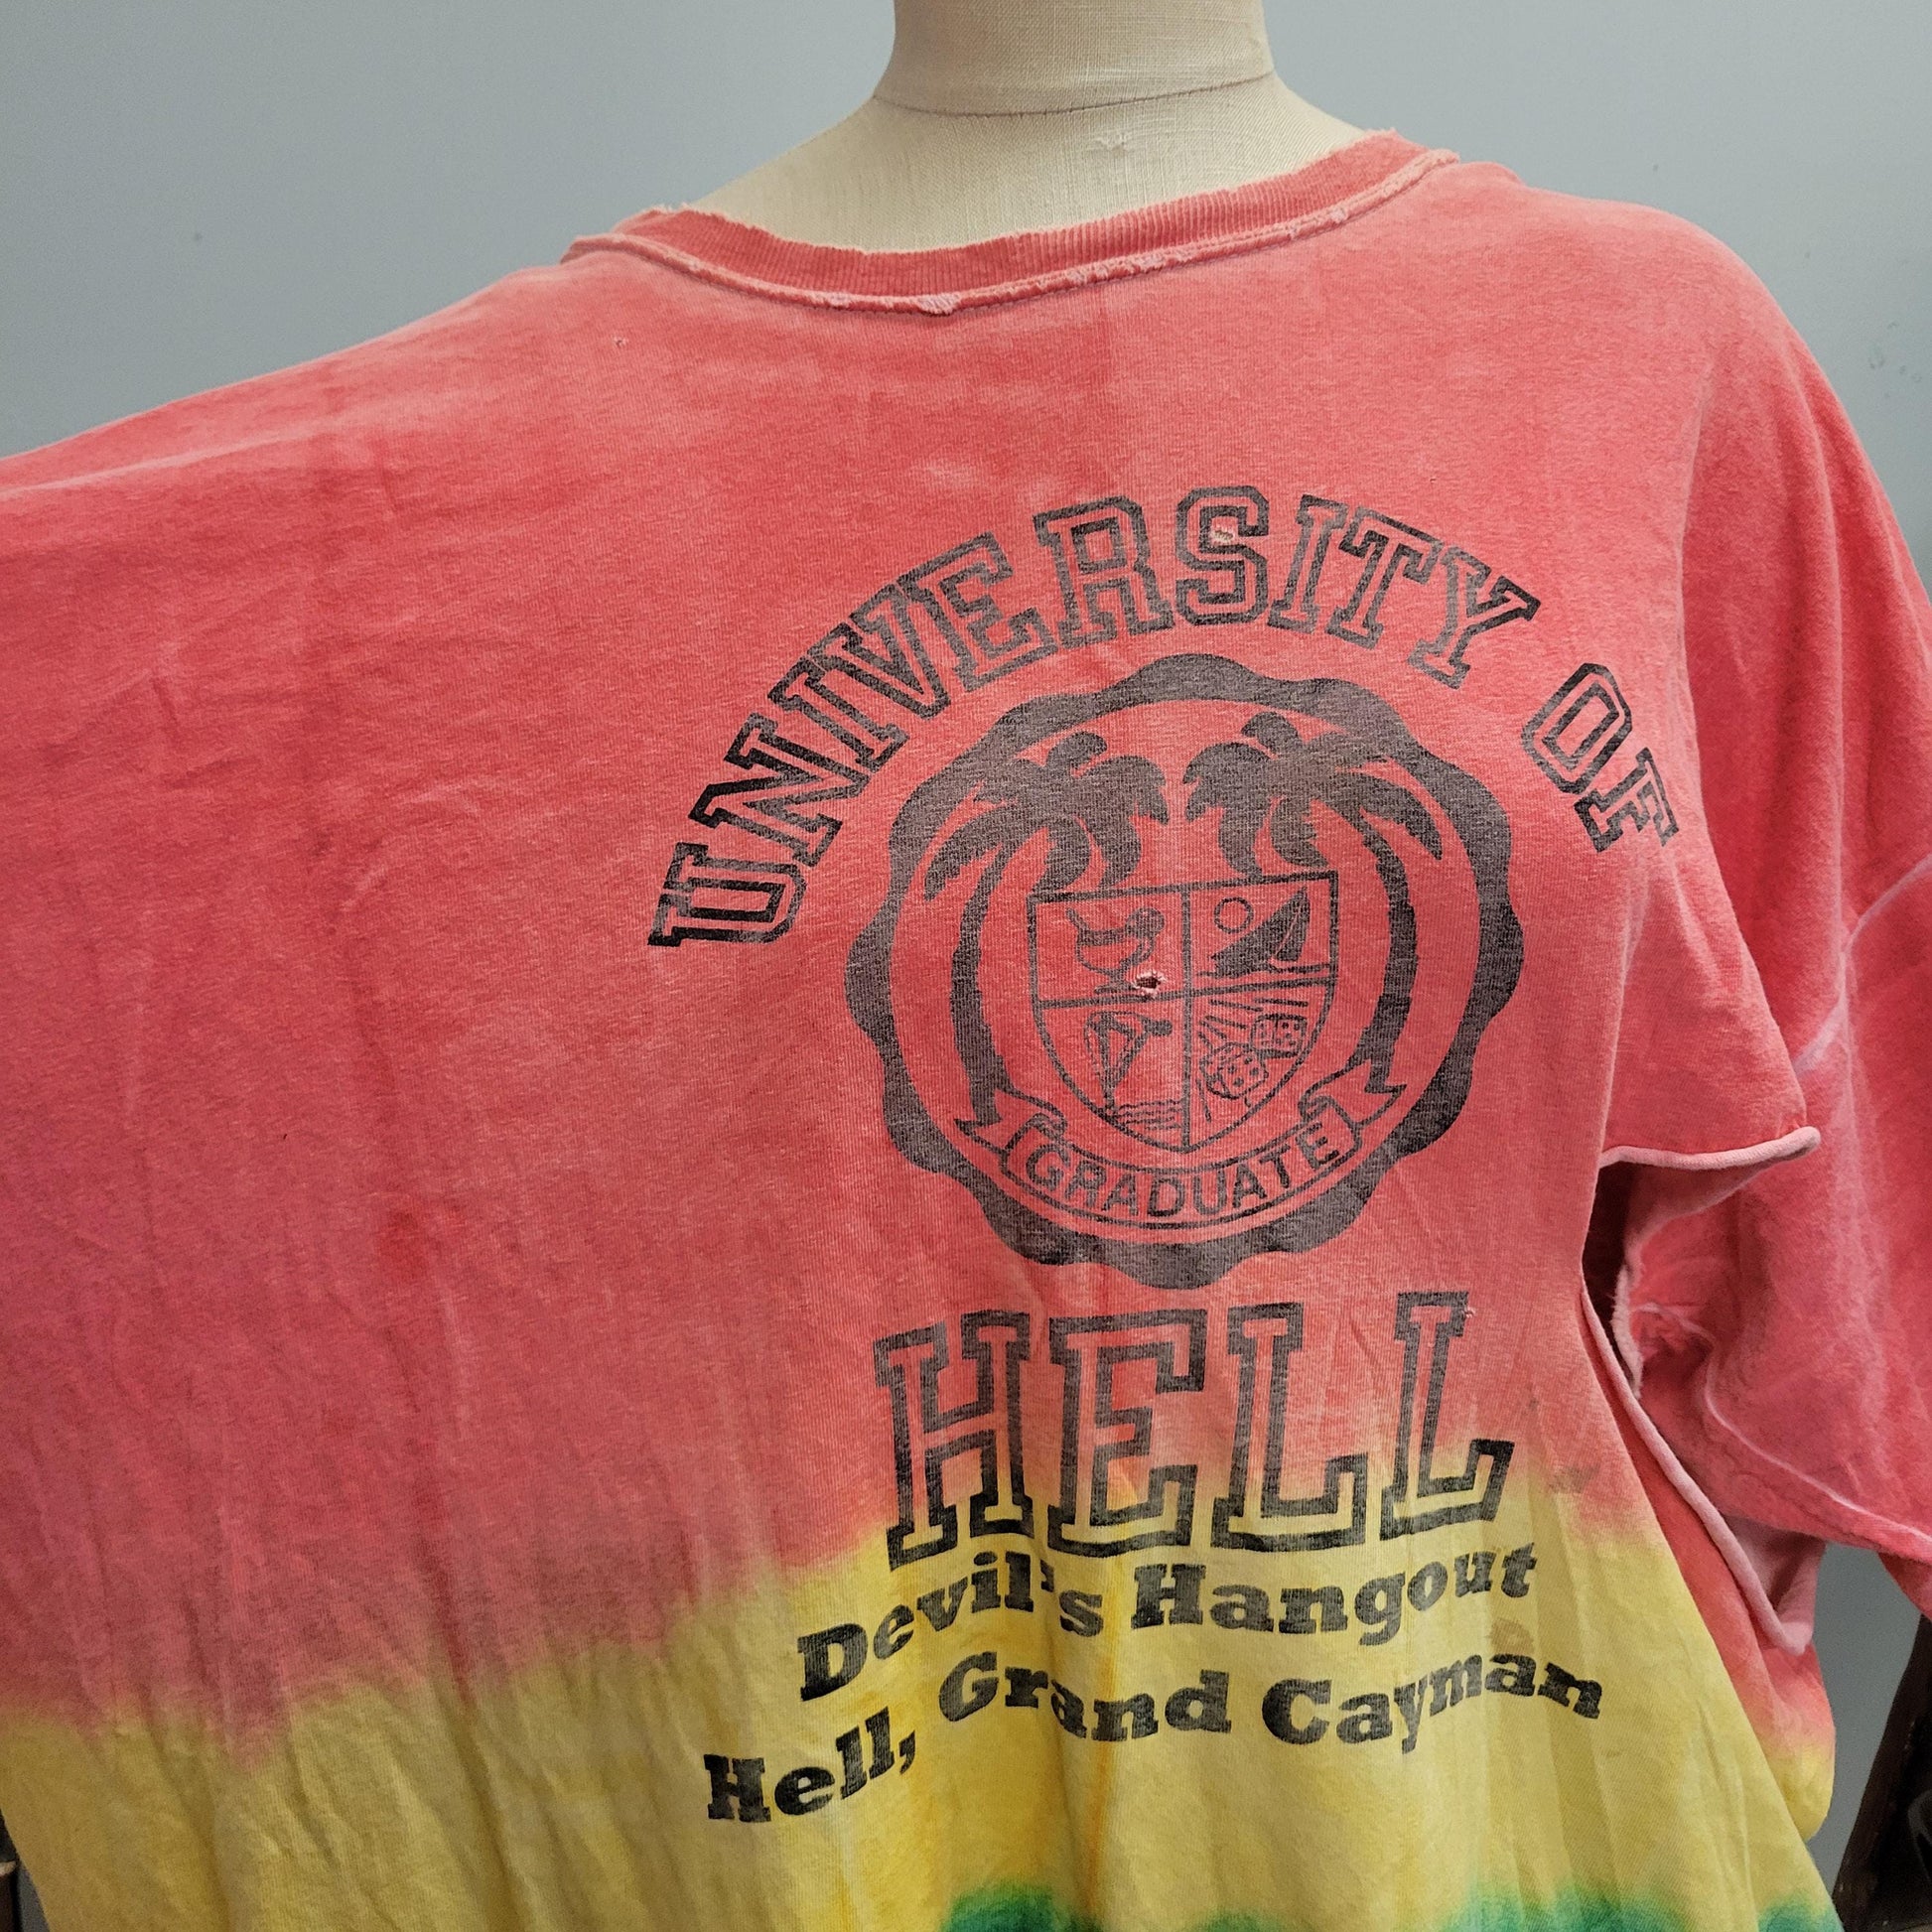 UNIVERSITY OF
GRADUATE
HELL
Devil's Hangout
Hell, Grand Cayman